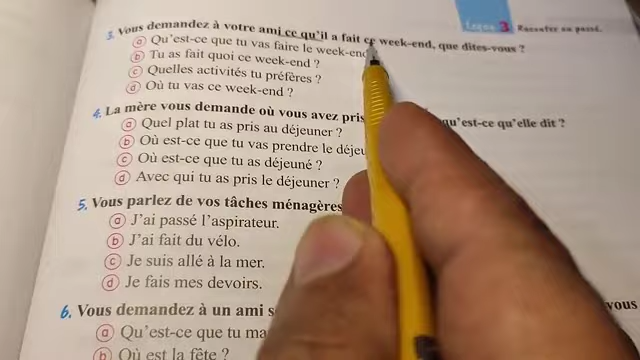 Leçon 3 Raconter au passé.
3. Vous demandez à votre ami ce qu'il a fait ce week-end, que dites-vous ?
a Qu'est-ce que tu vas faire le week-end
b Tu as fait quoi ce week-end ?
c Quelles activités tu préfères ?
d Où tu vas ce week-end ?
4. La mère vous demande où vous avez pris qu'est-ce qu'elle dit ?
a Quel plat tu as pris au déjeuner ?
b Où est-ce que tu vas prendre le
c Où est-ce que tu as déjeuné ?
d Avec qui tu as pris le déjeuner ?
5. Vous parlez de vos tâches ménagères
a J'ai passé l'aspirateur.
b J'ai fait du vélo.
c Je suis allé à la mer.
d Je fais mes devoirs.
6. Vous demandez à un ami vous
a Qu'est-ce que tu
b Où est la fête ?